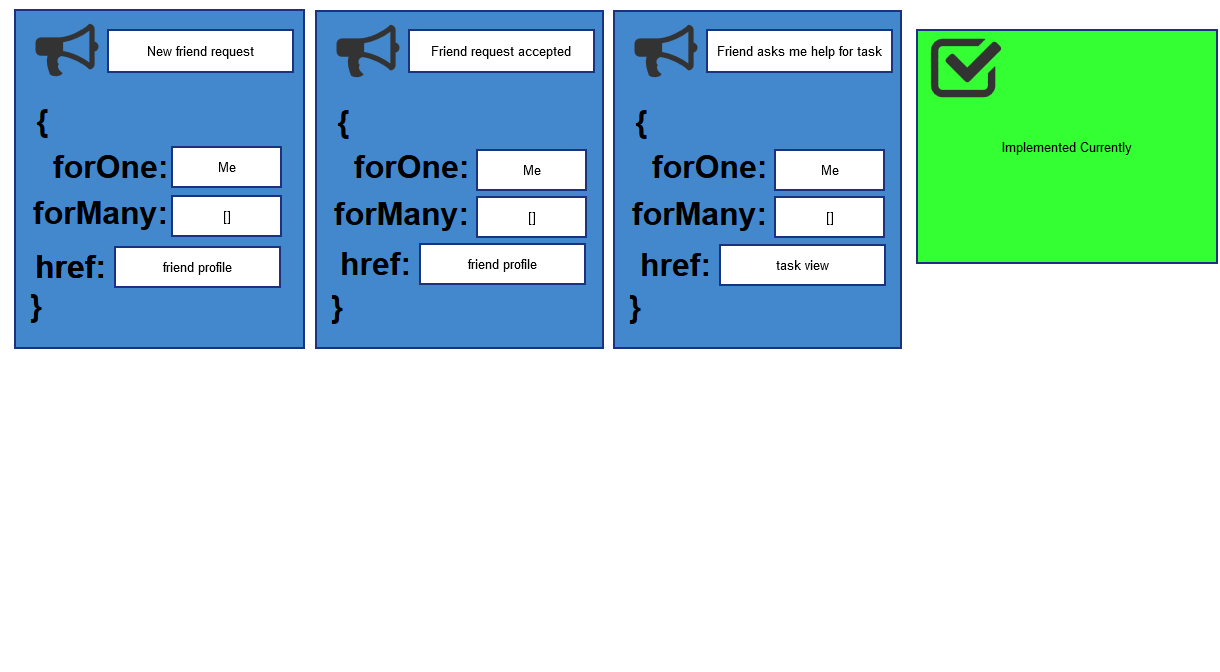 New friend request
{
forOne: Me
forMany: []
href: friend profile
}
Friend request accepted
{
forOne: Me
forMany: []
href: friend profile
}
Friend asks me help for task
{
forOne: Me
forMany: []
href: task view
}
Implemented Currently